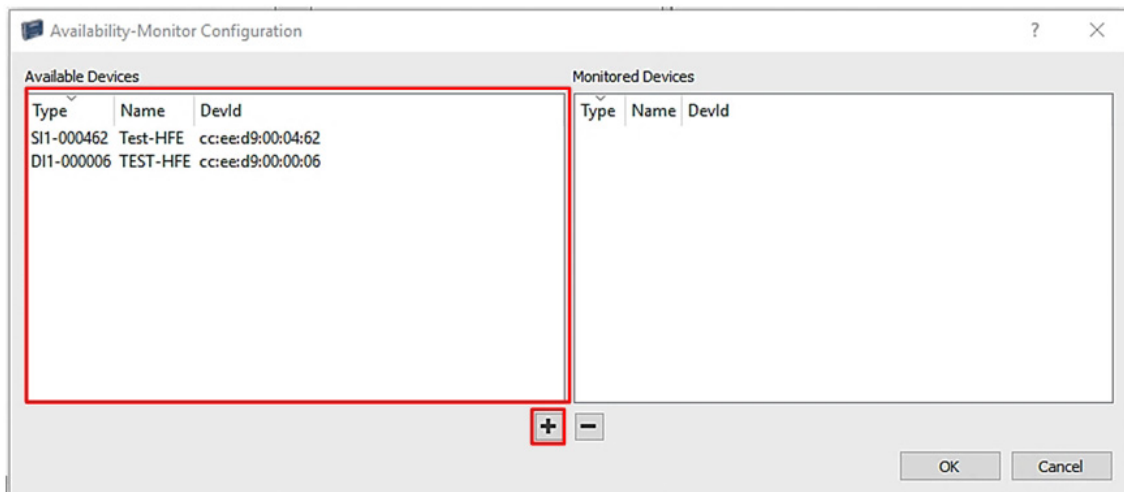 Availability-Monitor Configuration
?
Available Devices
Monitored Devices
Type Name DevId
Type Name DevId
SI1-000462 Test-HFE cc:ee:d9:00:04:62
DI1-000006 TEST-HFE cc:ee:d9:00:00:06
+ −
OK Cancel